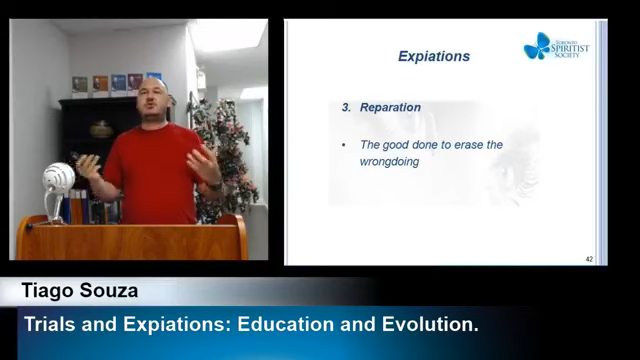 Expiations
TORONTO
SPIRITIST
SOCIETY
3. Reparation
• The good done to erase the
wrongdoing
42
Tiago Souza
Trials and Expiations: Education and Evolution.